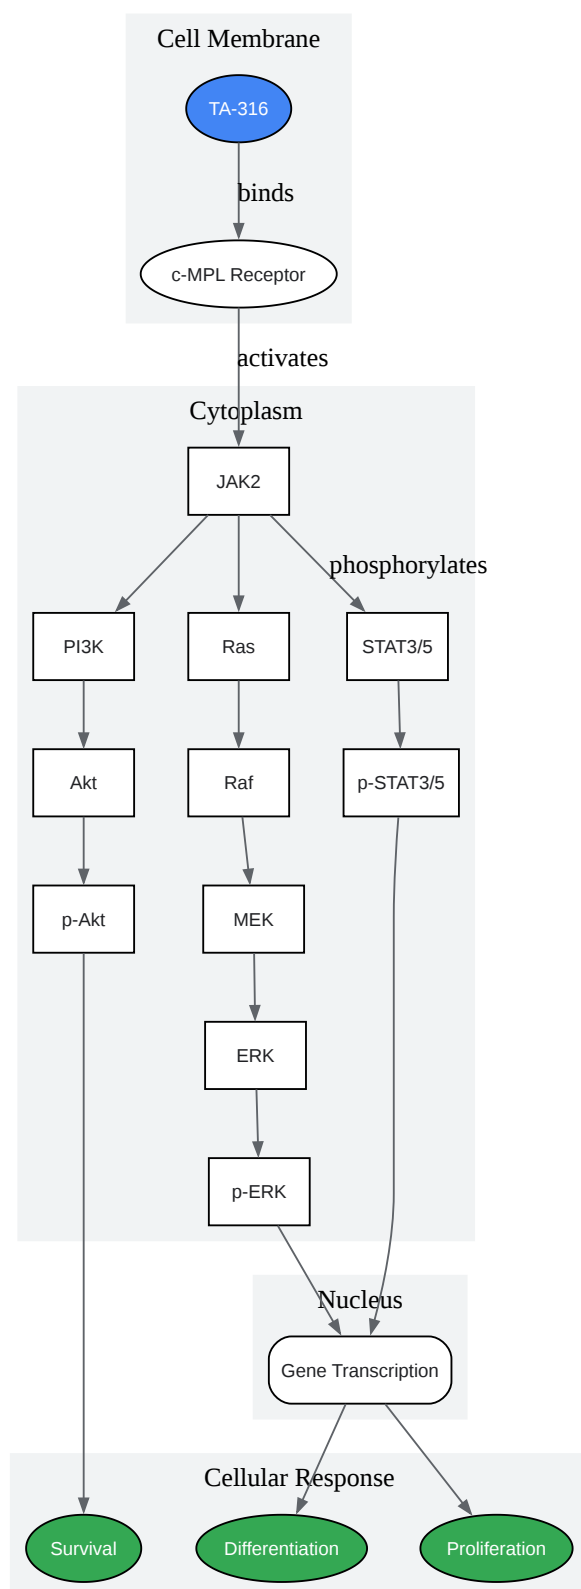 Cell Membrane
TA-316
binds
c-MPL Receptor
activates
Cytoplasm
JAK2
phosphorylates
PI3K
Ras
STAT3/5
Akt
Raf
p-STAT3/5
p-Akt
MEK
ERK
p-ERK
Nucleus
Gene Transcription
Cellular Response
Survival
Differentiation
Proliferation